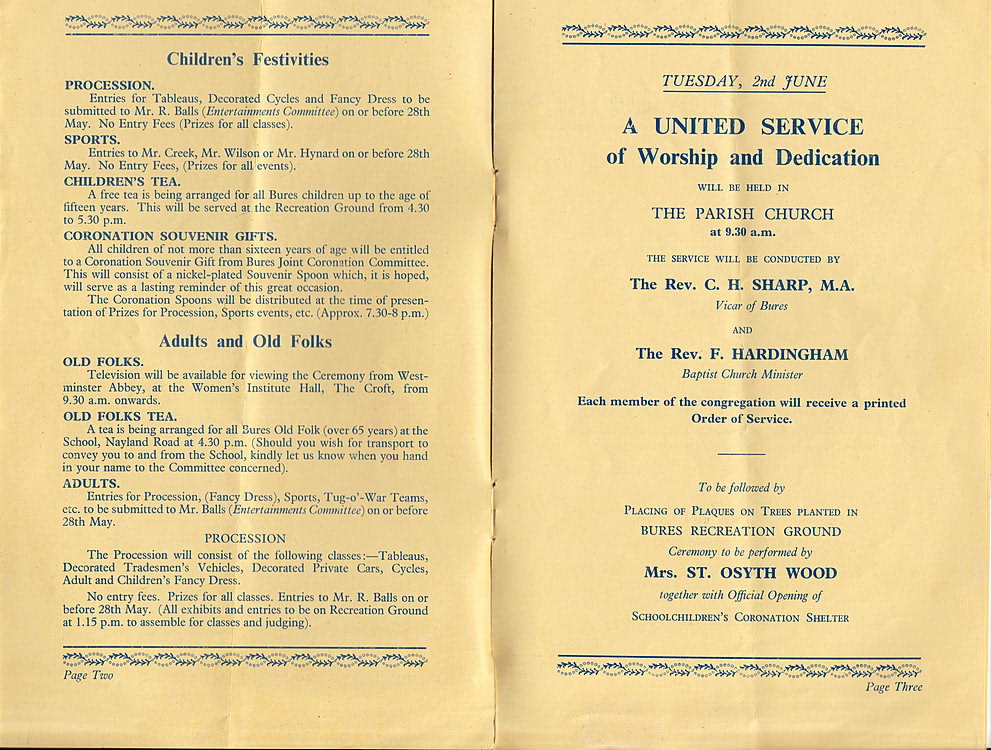 Children's Festivities
PROCESSION.
Entries for Tableaus, Decorated Cycles and Fancy Dress to be
submitted to Mr. R. Balls (Entertainments Committee) on or before 28th
May. No Entry Fees (Prizes for all classes).
SPORTS.
Entries to Mr. Creek, Mr. Wilson or Mr. Hynard on or before 28th
May. No Entry Fees, (Prizes for all events).
CHILDREN'S TEA.
A free tea is being arranged for all Bures children up to the age of
fifteen years. This will be served at the Recreation Ground from 4.30
to 5.30 p.m.
CORONATION SOUVENIR GIFTS.
All children of not more than sixteen years of age will be entitled
to a Coronation Souvenir Gift from Bures Joint Coronation Committee.
This will consist of a nickel-plated Souvenir Spoon which, it is hoped,
will serve as a lasting reminder of this great occasion.
The Coronation Spoons will be distributed at the time of presen-
tation of Prizes for Procession, Sports events, etc. (Approx. 7.30-8 p.m.)
Adults and Old Folks
OLD FOLKS.
Television will be available for viewing the Ceremony from West-
minster Abbey, at the Women's Institute Hall, The Croft, from
9.30 a.m. onwards.
OLD FOLKS TEA.
A tea is being arranged for all Bures Old Folk (over 65 years) at the
School, Nayland Road at 4.30 p.m. (Should you wish for transport to
convey you to and from the School, kindly let us know when you hand
in your name to the Committee concerned).
ADULTS.
Entries for Procession, (Fancy Dress), Sports, Tug-o'-War Teams,
etc. to be submitted to Mr. Balls (Entertainments Committee) on or before
28th May.
PROCESSION
The Procession will consist of the following classes:—Tableaus,
Decorated Tradesmen's Vehicles, Decorated Private Cars, Cycles,
Adult and Children's Fancy Dress.
No entry fees. Prizes for all classes. Entries to Mr. R. Balls on or
before 28th May. (All exhibits and entries to be on Recreation Ground
at 1.15 p.m. to assemble for classes and judging).
Page Two
TUESDAY, 2nd JUNE
A UNITED SERVICE
of Worship and Dedication
WILL BE HELD IN
THE PARISH CHURCH
at 9.30 a.m.
THE SERVICE WILL BE CONDUCTED BY
The Rev. C. H. SHARP, M.A.
Vicar of Bures
AND
The Rev. F. HARDINGHAM
Baptist Church Minister
Each member of the congregation will receive a printed
Order of Service.
To be followed by
PLACING OF PLAQUES ON TREES PLANTED IN
BURES RECREATION GROUND
Ceremony to be performed by
Mrs. ST. OSYTH WOOD
together with Official Opening of
SCHOOLCHILDREN'S CORONATION SHELTER
Page Three